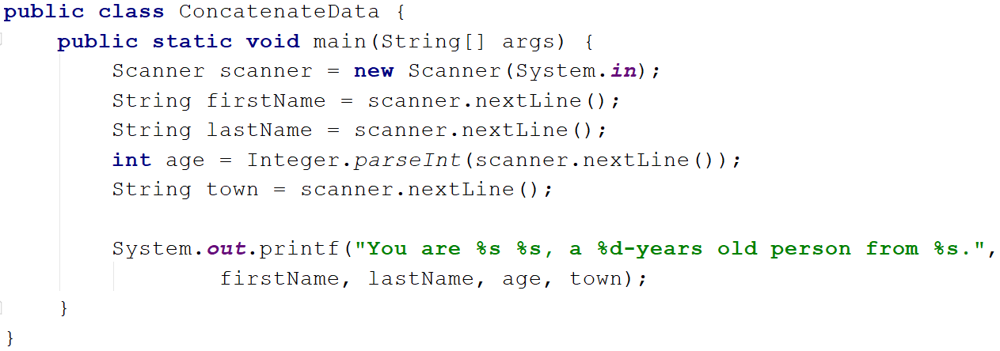 public class ConcatenateData {
    public static void main(String[] args) {
        Scanner scanner = new Scanner(System.in);
        String firstName = scanner.nextLine();
        String lastName = scanner.nextLine();
        int age = Integer.parseInt(scanner.nextLine());
        String town = scanner.nextLine();

        System.out.printf("You are %s %s, a %d-years old person from %s.",
                firstName, lastName, age, town);
    }
}